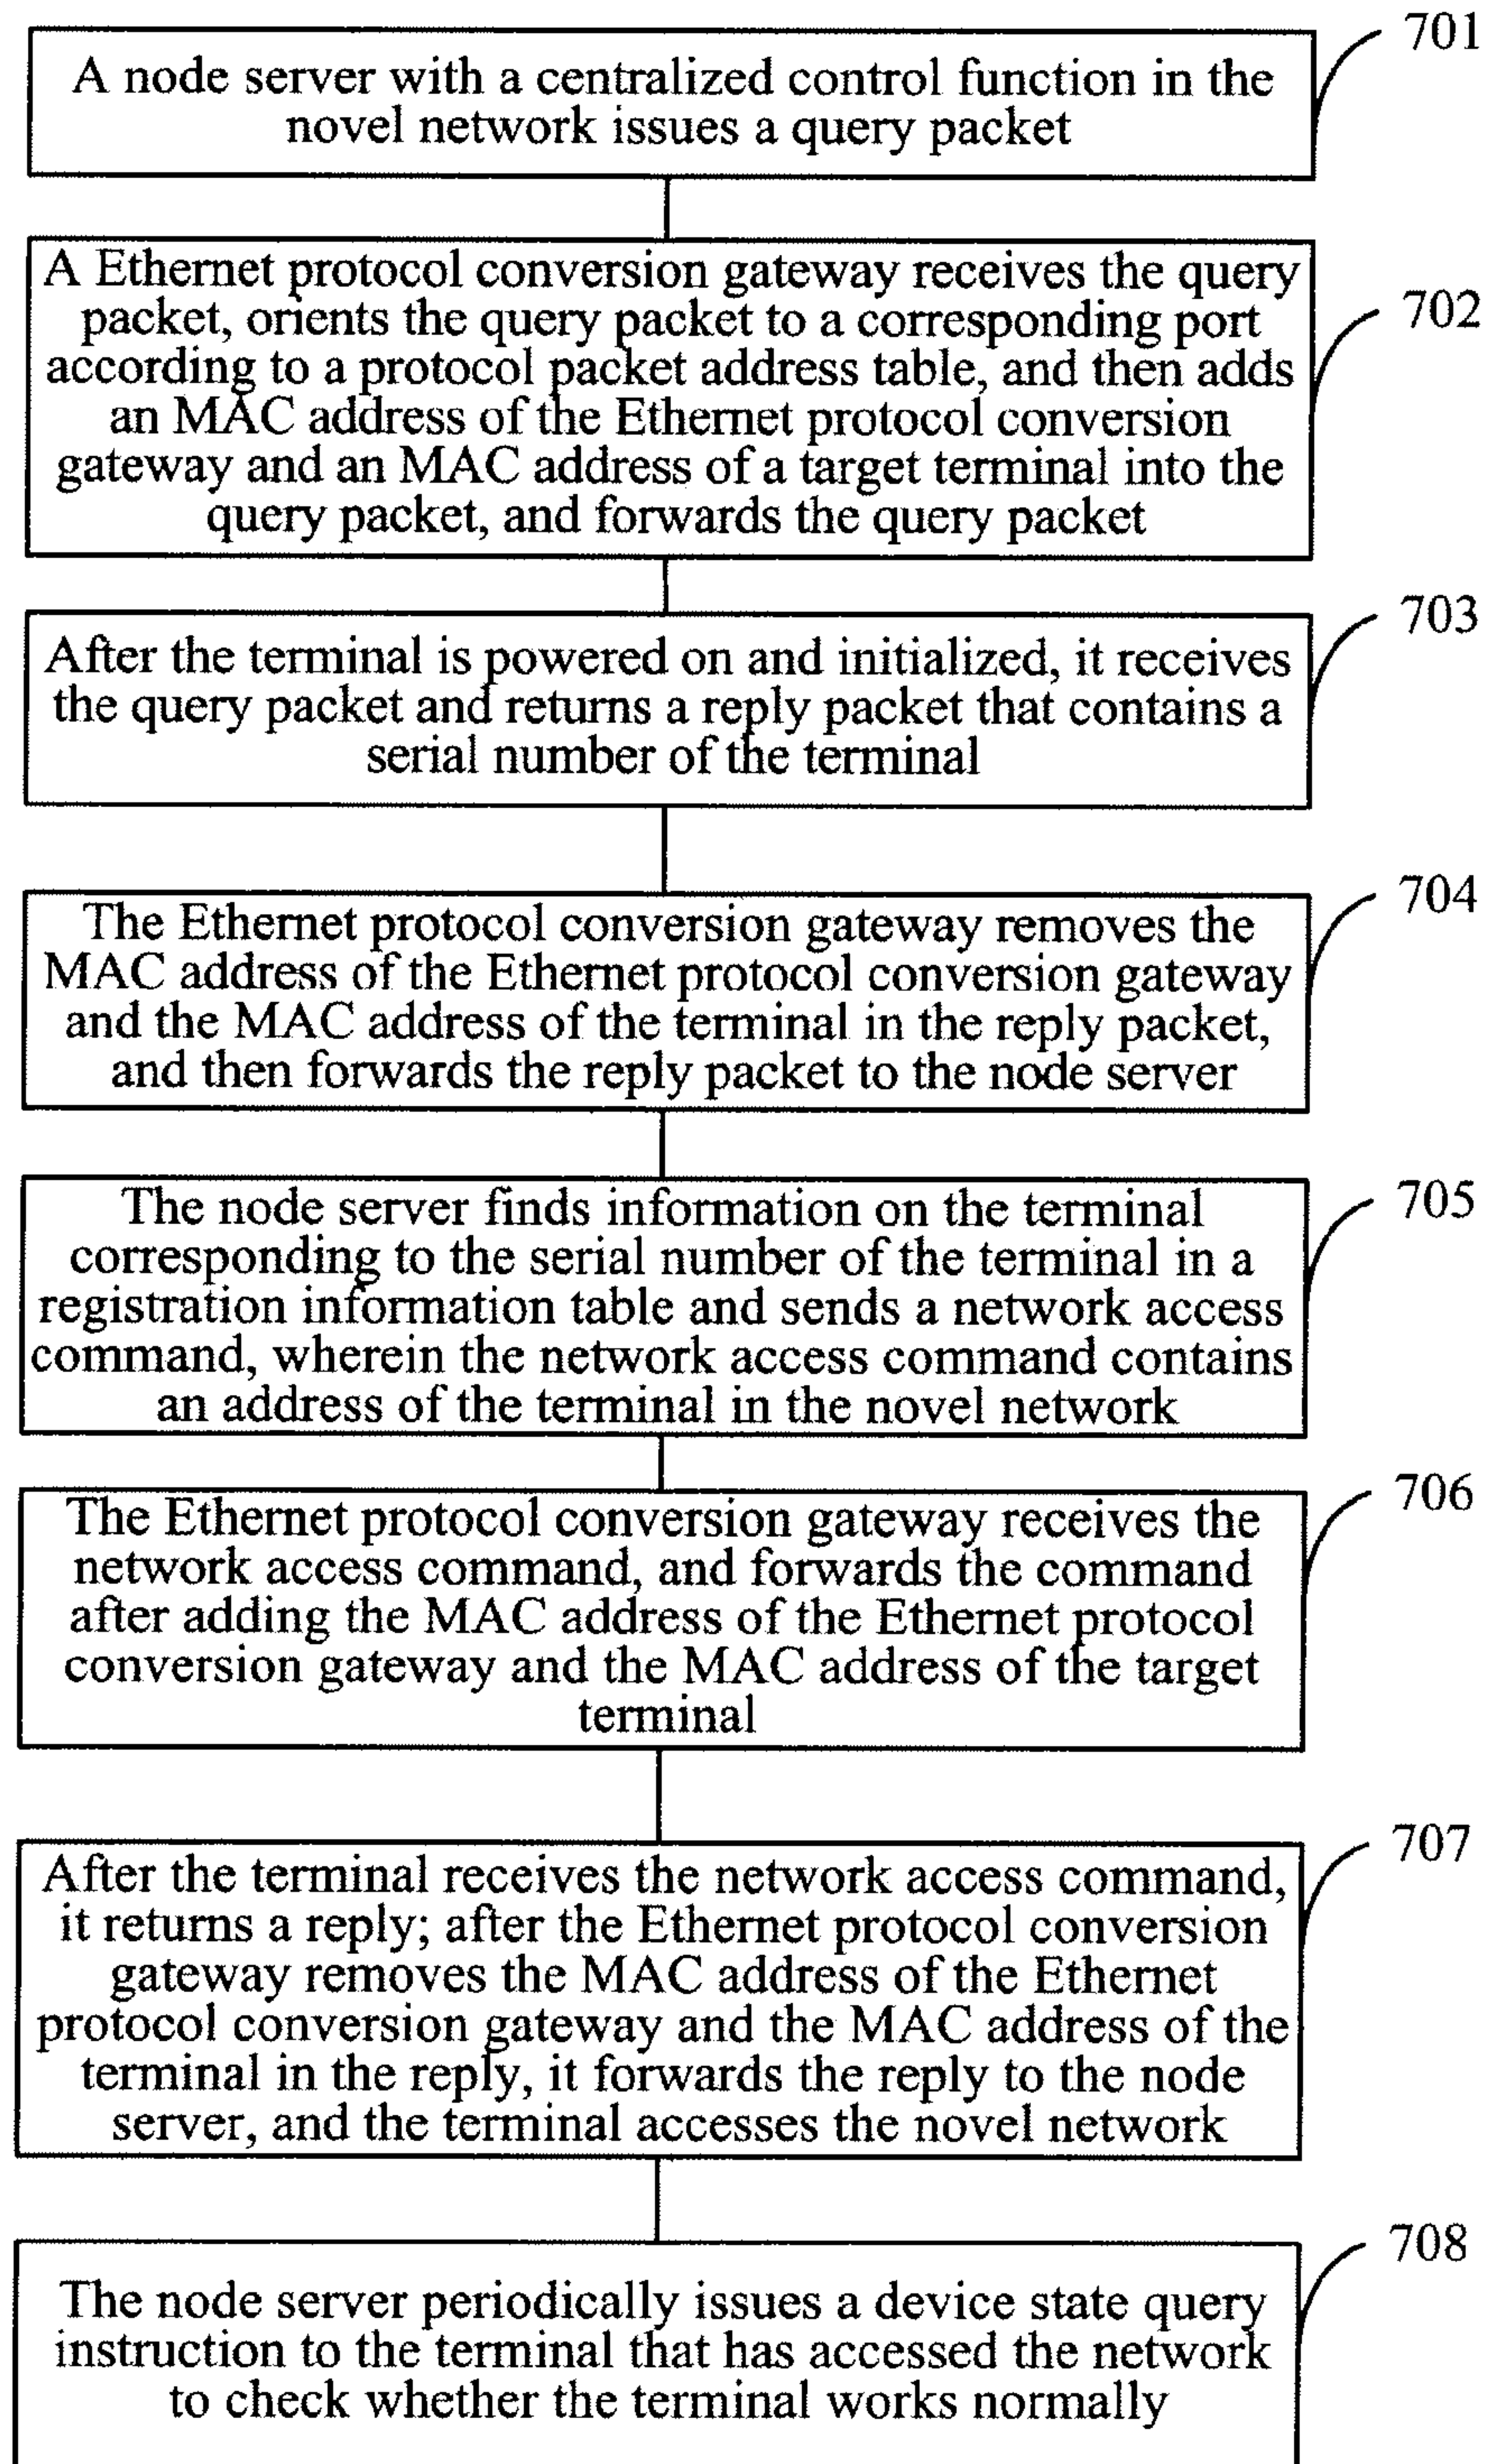 701
A node server with a centralized control function in the
novel network issues a query packet
702
A Ethernet protocol conversion gateway receives the query
packet, orients the query packet to a corresponding port
according to a protocol packet address table, and then adds
an MAC address of the Ethernet protocol conversion
gateway and an MAC address of a target terminal into the
query packet, and forwards the query packet
703
After the terminal is powered on and initialized, it receives
the query packet and returns a reply packet that contains a
serial number of the terminal
704
The Ethernet protocol conversion gateway removes the
MAC address of the Ethernet protocol conversion gateway
and the MAC address of the terminal in the reply packet,
and then forwards the reply packet to the node server
705
The node server finds information on the terminal
corresponding to the serial number of the terminal in a
registration information table and sends a network access
command, wherein the network access command contains
an address of the terminal in the novel network
706
The Ethernet protocol conversion gateway receives the
network access command, and forwards the command
after adding the MAC address of the Ethernet protocol
conversion gateway and the MAC address of the target
terminal
707
After the terminal receives the network access command,
it returns a reply; after the Ethernet protocol conversion
gateway removes the MAC address of the Ethernet
protocol conversion gateway and the MAC address of the
terminal in the reply, it forwards the reply to the node
server, and the terminal accesses the novel network
708
The node server periodically issues a device state query
instruction to the terminal that has accessed the network
to check whether the terminal works normally